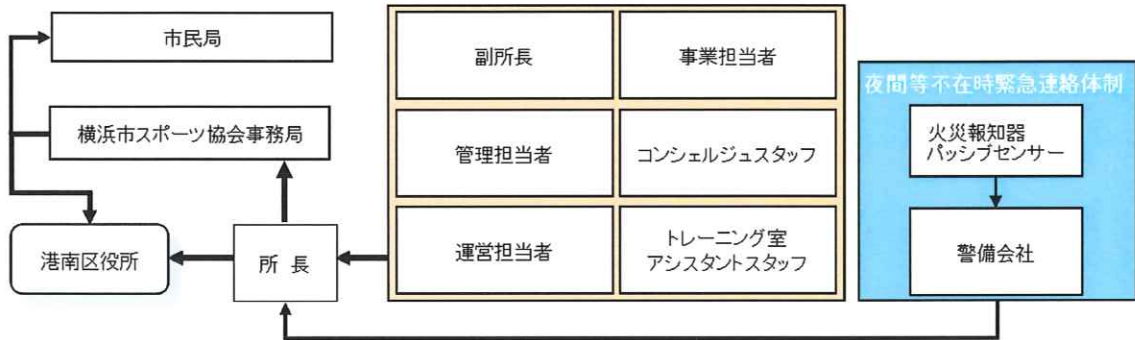 市民局
横浜市スポーツ協会事務局
港南区役所
所 長
副所長
事業担当者
管理担当者
コンシェルジュスタッフ
運営担当者
トレーニング室
アシスタントスタッフ
夜間等不在時緊急連絡体制
火災報知器
パッシブセンサー
警備会社